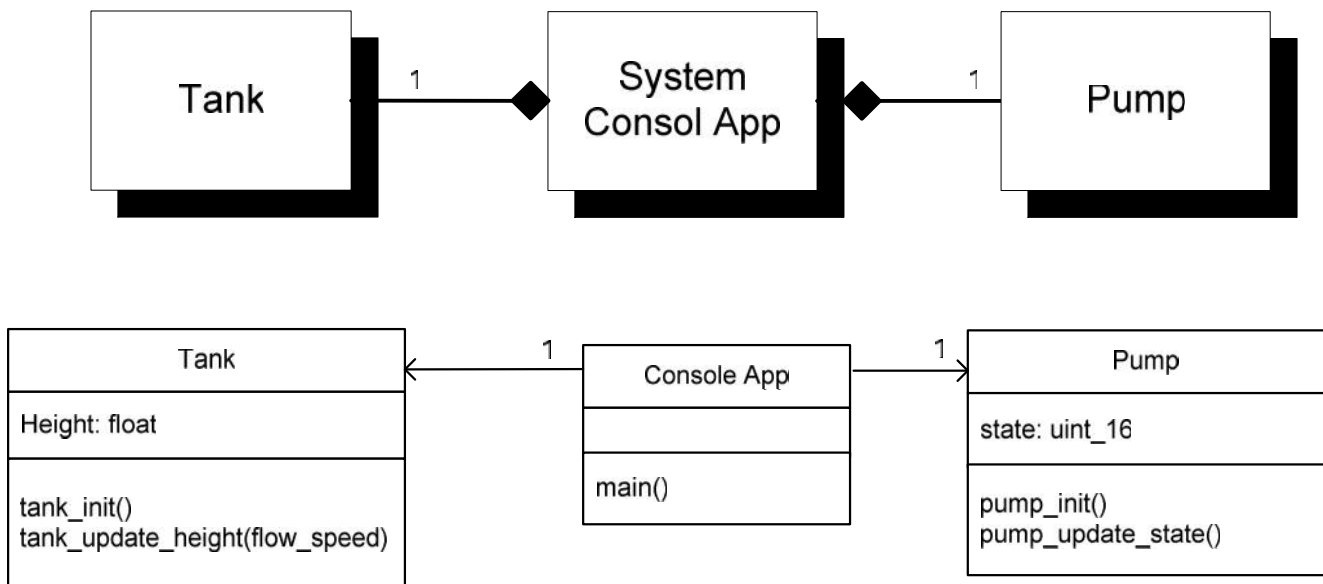 Tank
1
System
Consol App
1
Pump
Tank
Height: float
tank_init()
tank_update_height(flow_speed)
1
Console App
main()
1
Pump
state: uint_16
pump_init()
pump_update_state()